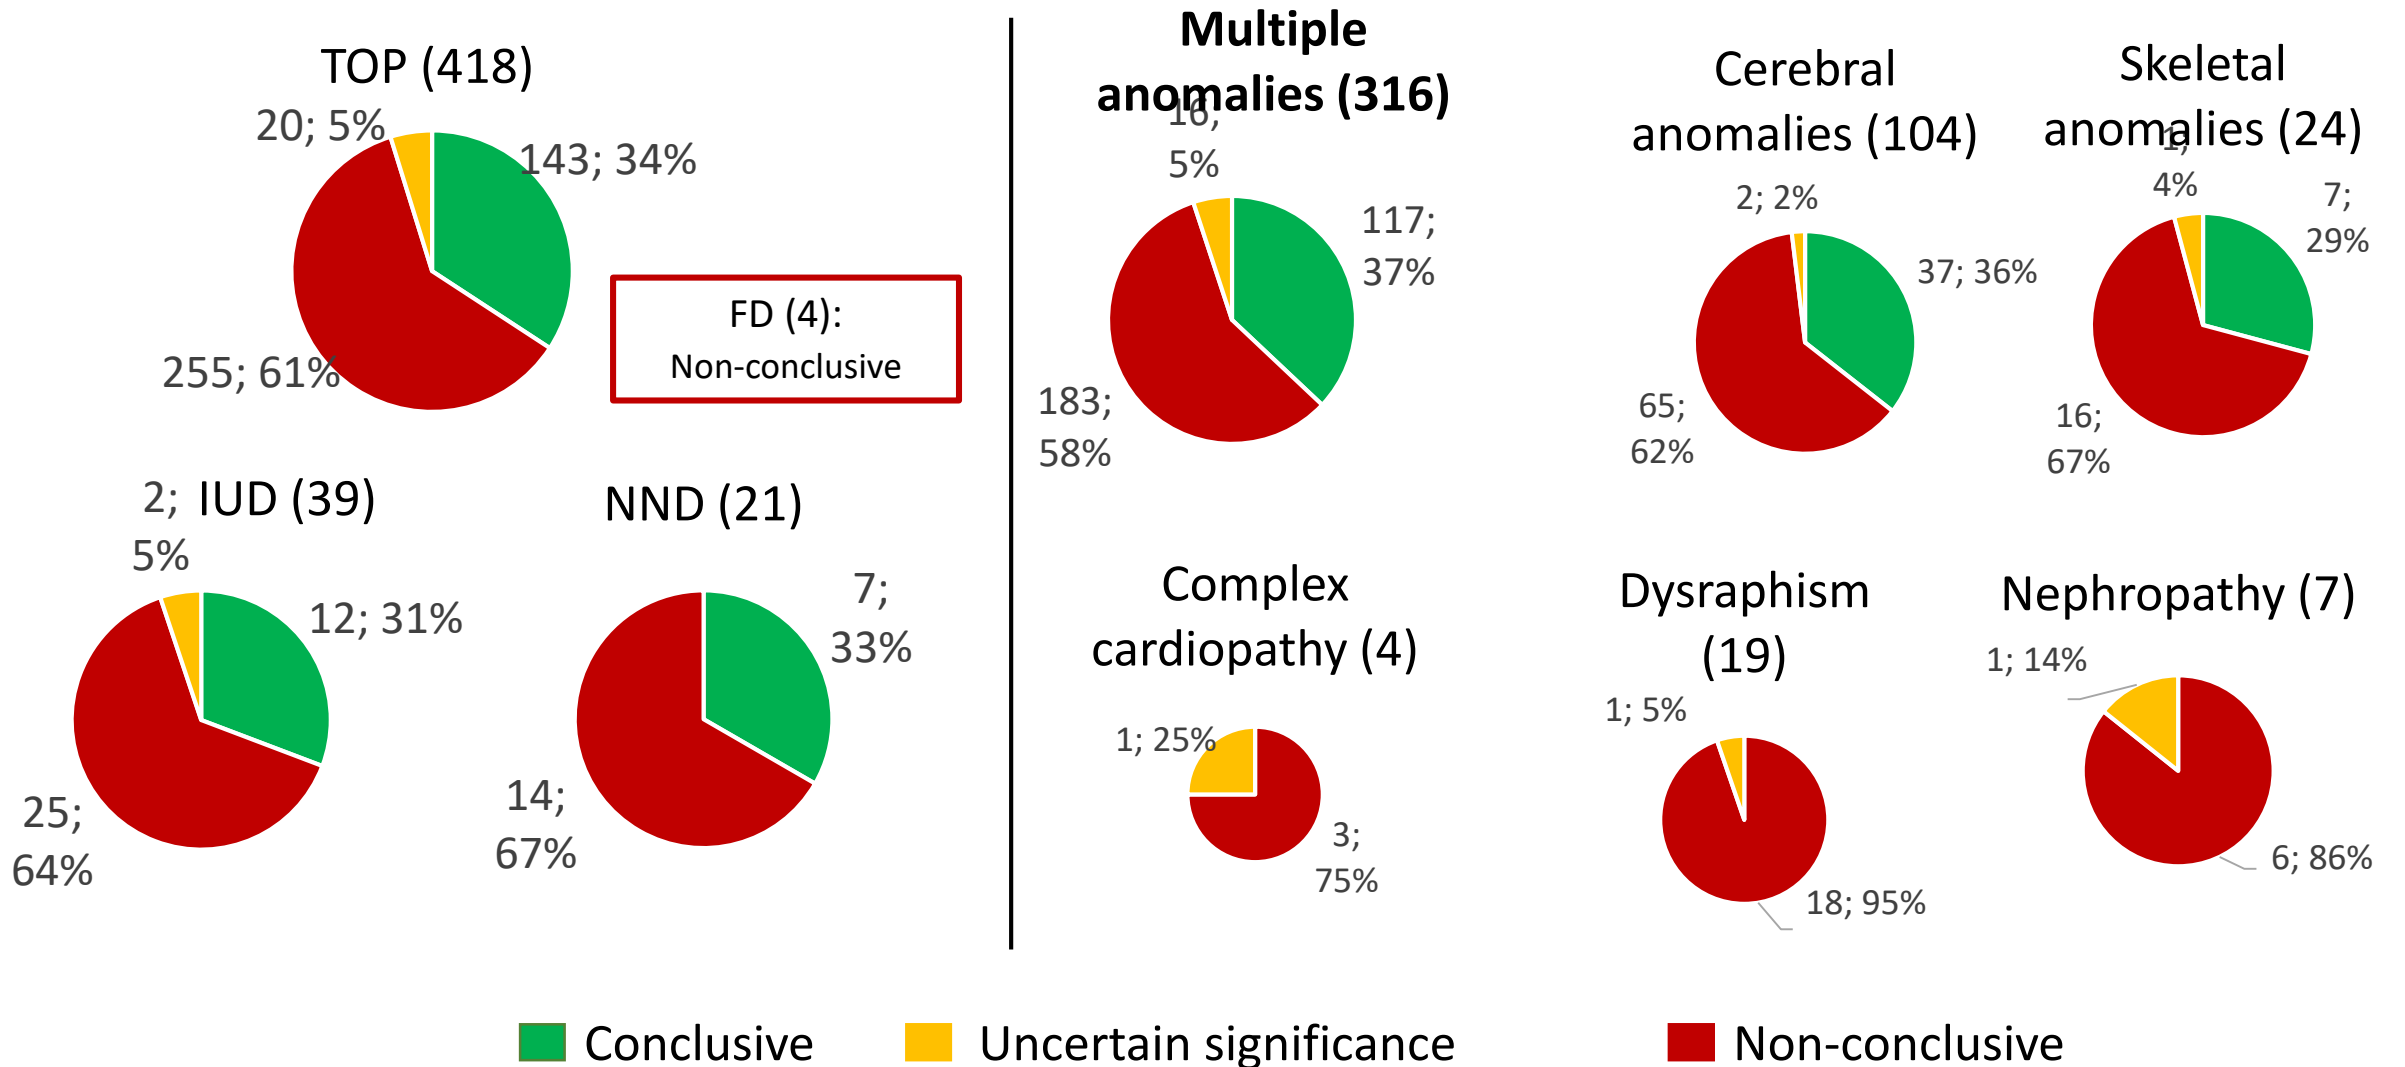 TOP (418)
20; 5%
143; 34%
255; 61%
FD (4):
Non-conclusive
2;
5%
IUD (39)
12; 31%
25;
64%
NND (21)
7;
33%
14;
67%
Multiple
anomalies (316)
16;
5%
117;
37%
183;
58%
Cerebral
anomalies (104)
2; 2%
37; 36%
65;
62%
Skeletal
anomalies (24)
1;
4%
7;
29%
16;
67%
Complex
cardiopathy (4)
1; 25%
3;
75%
Dysraphism
(19)
1; 5%
18; 95%
Nephropathy (7)
1; 14%
6; 86%
Conclusive
Uncertain significance
Non-conclusive